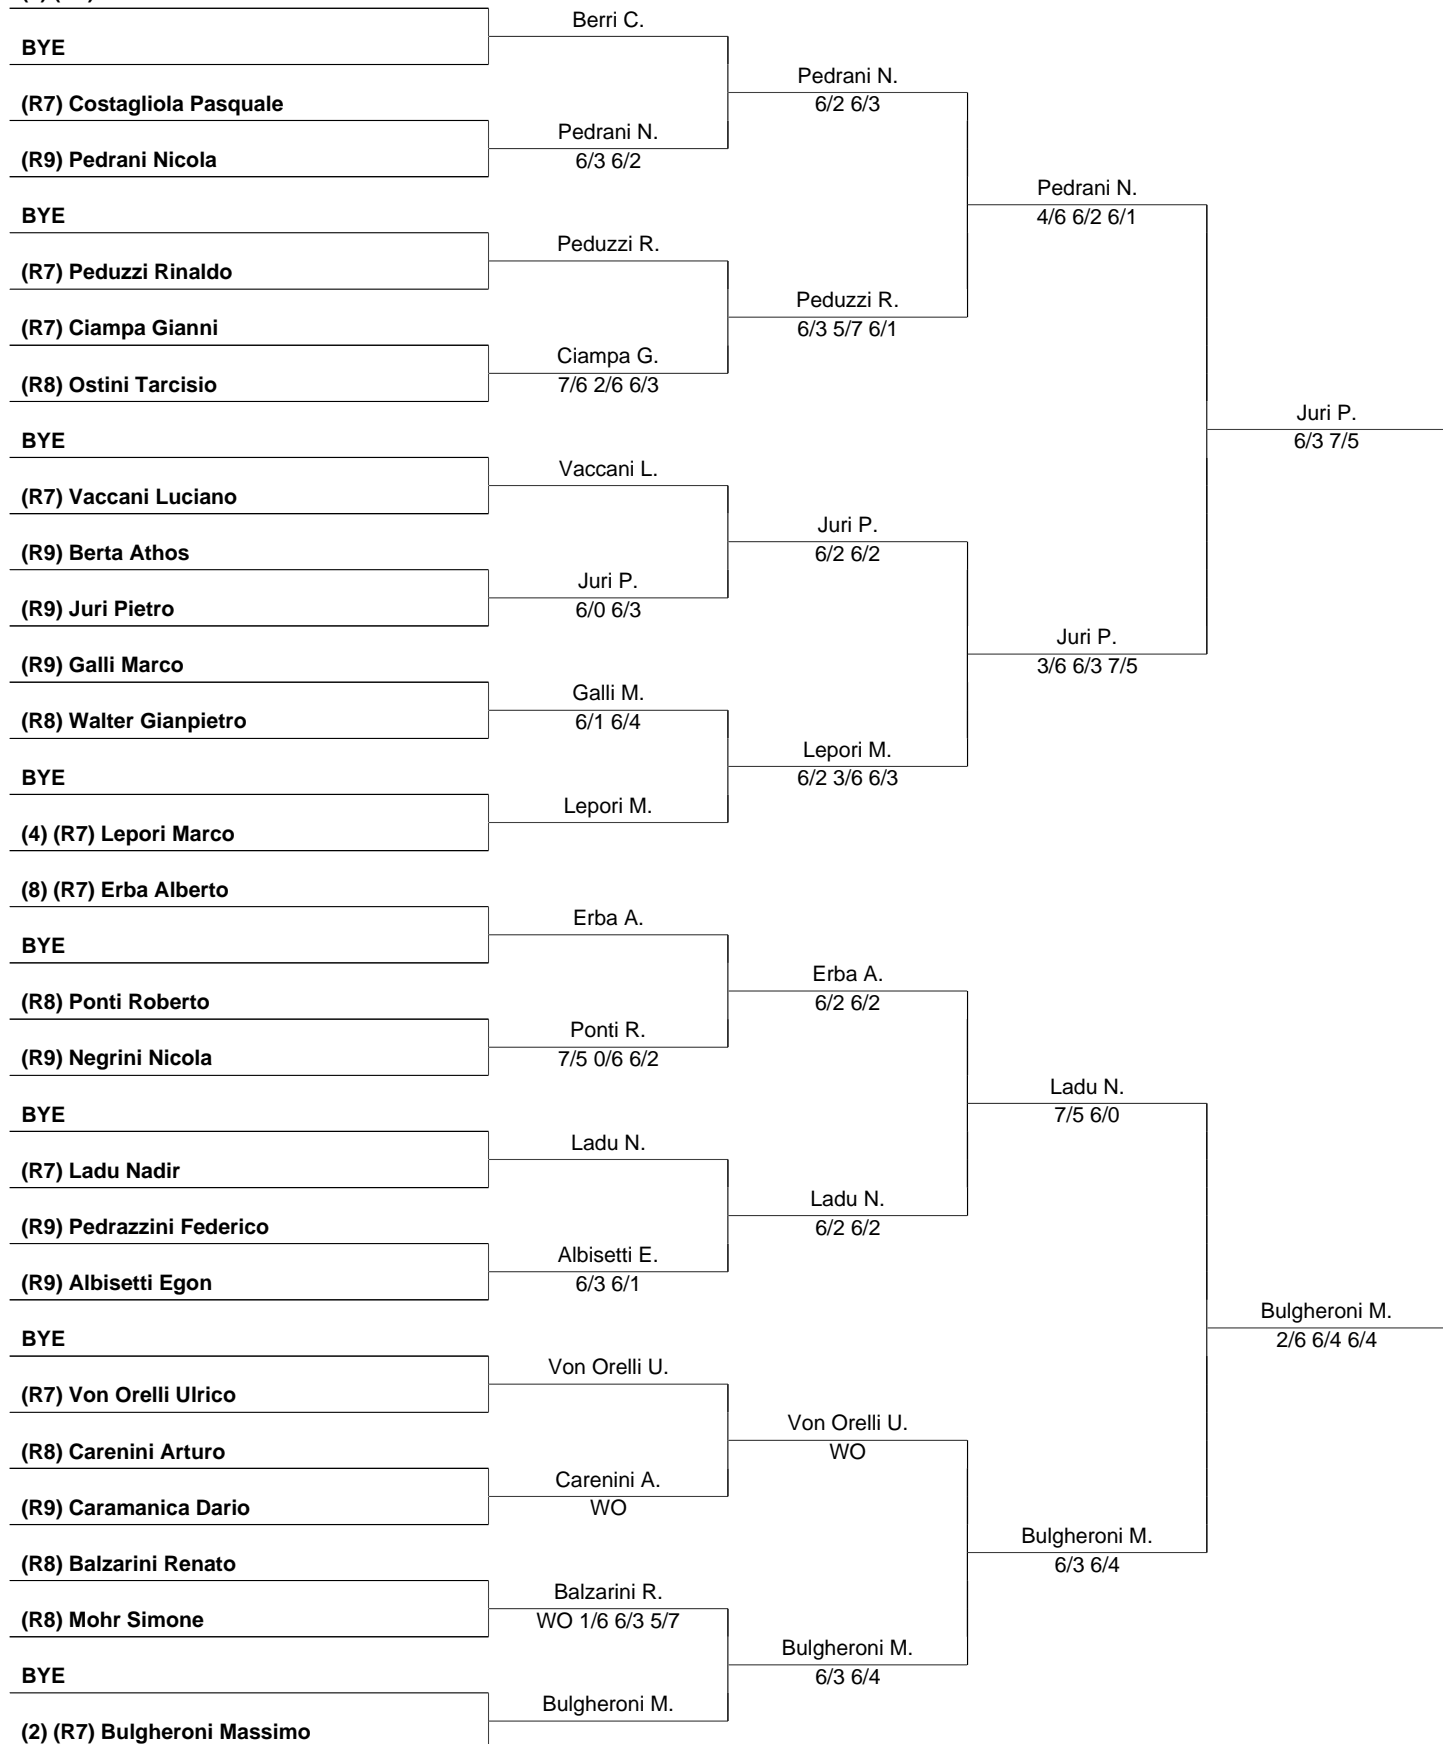 Berri C.
BYE
Pedrani N.
(R7) Costagliola Pasquale
6/2 6/3
Pedrani N.
(R9) Pedrani Nicola
6/3 6/2
Pedrani N.
BYE
4/6 6/2 6/1
Peduzzi R.
(R7) Peduzzi Rinaldo
Peduzzi R.
(R7) Ciampa Gianni
6/3 5/7 6/1
Ciampa G.
(R8) Ostini Tarcisio
7/6 2/6 6/3
Juri P.
BYE
6/3 7/5
Vaccani L.
(R7) Vaccani Luciano
Juri P.
(R9) Berta Athos
6/2 6/2
Juri P.
(R9) Juri Pietro
6/0 6/3
Juri P.
(R9) Galli Marco
3/6 6/3 7/5
Galli M.
(R8) Walter Gianpietro
6/1 6/4
Lepori M.
BYE
6/2 3/6 6/3
Lepori M.
(4) (R7) Lepori Marco
(8) (R7) Erba Alberto
Erba A.
BYE
Erba A.
(R8) Ponti Roberto
6/2 6/2
Ponti R.
(R9) Negrini Nicola
7/5 0/6 6/2
Ladu N.
BYE
7/5 6/0
Ladu N.
(R7) Ladu Nadir
Ladu N.
(R9) Pedrazzini Federico
6/2 6/2
Albisetti E.
(R9) Albisetti Egon
6/3 6/1
Bulgheroni M.
BYE
2/6 6/4 6/4
Von Orelli U.
(R7) Von Orelli Ulrico
Von Orelli U.
(R8) Carenini Arturo
WO
Carenini A.
(R9) Caramanica Dario
WO
Bulgheroni M.
(R8) Balzarini Renato
6/3 6/4
Balzarini R.
(R8) Mohr Simone
WO 1/6 6/3 5/7
Bulgheroni M.
BYE
6/3 6/4
Bulgheroni M.
(2) (R7) Bulgheroni Massimo